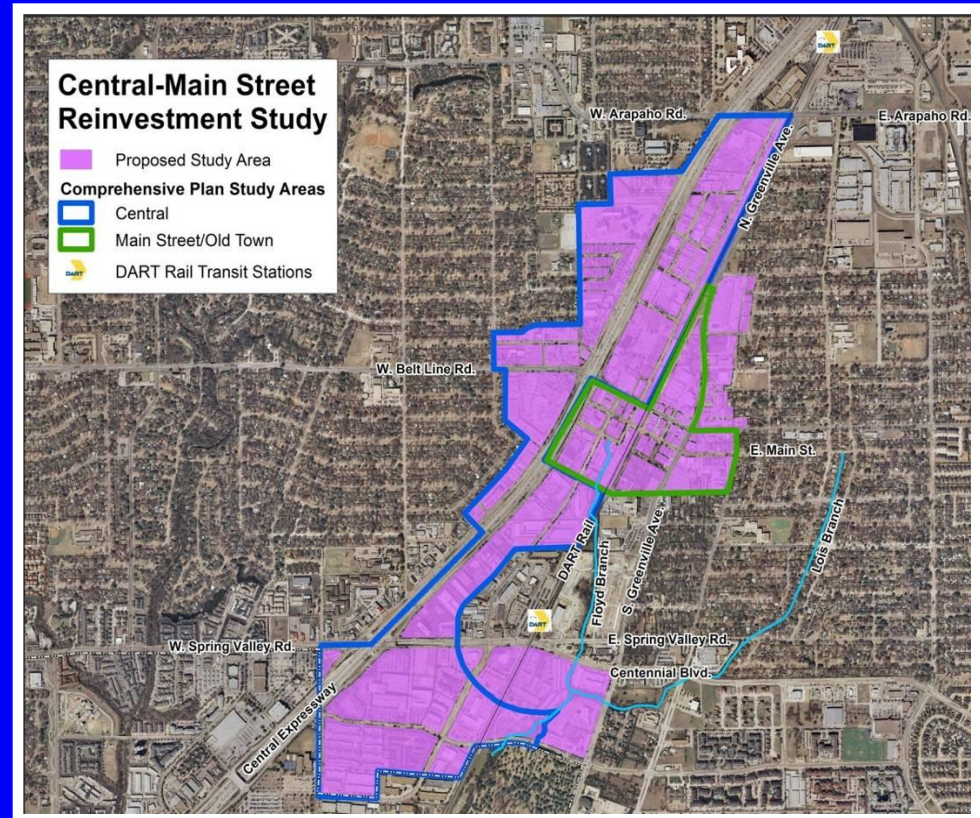 Central-Main Street
Reinvestment Study
Proposed Study Area
Comprehensive Plan Study Areas
Central
Main Street/Old Town
DART
DART Rail Transit Stations
DART
W. Arapaho Rd.
E. Arapaho Rd.
N. Greenville Ave.
W. Belt Line Rd.
E. Main St.
Lois Branch
DART Rail
Floyd Branch
S. Greenville Ave.
DART
W. Spring Valley Rd.
E. Spring Valley Rd.
Centennial Blvd.
Central Expressway